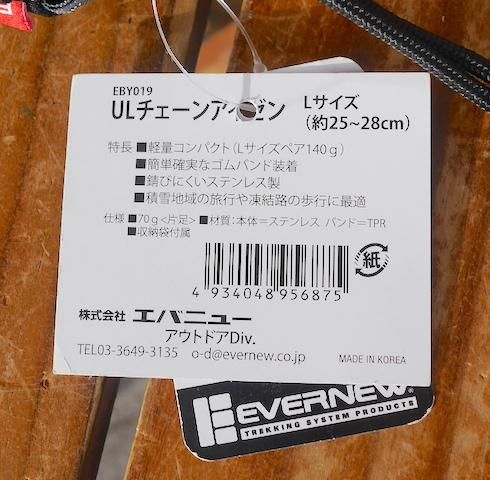 EBY019
ULチェーンアイゼン Lサイズ
(約25~28cm)
特長 ■軽量コンパクト(Lサイズペア140g)
■簡単確実なゴムバンド装着
■錆びにくいステンレス製
■積雪地域の旅行や凍結路の歩行に最適
仕様 ■70g<片足> ■材質:本体=ステンレス バンド=TPR
■収納袋付属
紙
4 934048 956875
株式会社 エバニュー
アウトドアDiv.
TEL03-3649-3135 o-d@evernew.co.jp
MADE IN KOREA
EVERNEW®
TREKKING SYSTEM PRODUCTS